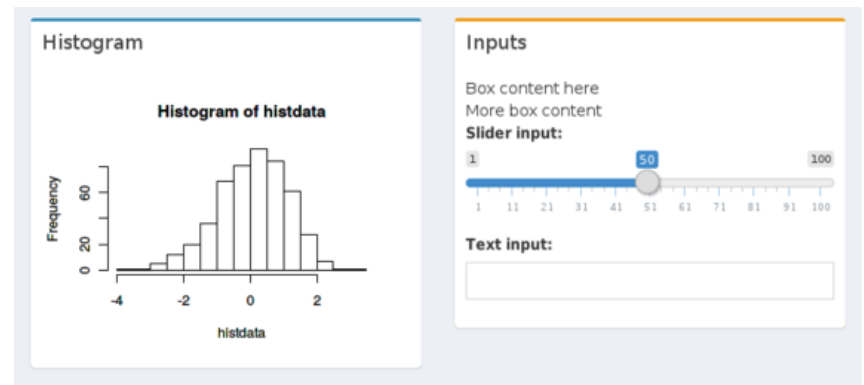 Histogram
Histogram of histdata
Frequency
60
20
0
-4 -2 0 2
histdata
Inputs
Box content here
More box content
Slider input:
1 50 100
1 11 21 31 41 51 61 71 81 91 100
Text input: